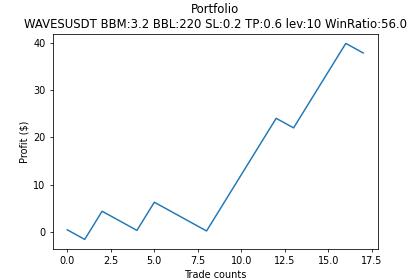 Portfolio
WAVESUSDT BBM:3.2 BBL:220 SL:0.2 TP:0.6 lev:10 WinRatio:56.0
40
30
20
10
0
Profit ($)
0.0 2.5 5.0 7.5 10.0 12.5 15.0 17.5
Trade counts